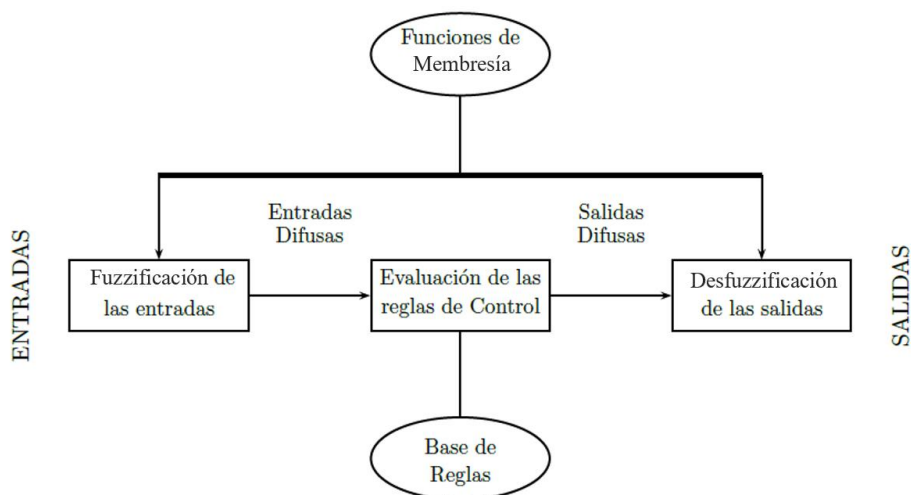 Funciones de
Membresía
Entradas
Difusas
Salidas
Difusas
ENTRADAS
Fuzzificación de
las entradas
Evaluación de las
reglas de Control
Desfuzzificación
de las salidas
SALIDAS
Base de
Reglas